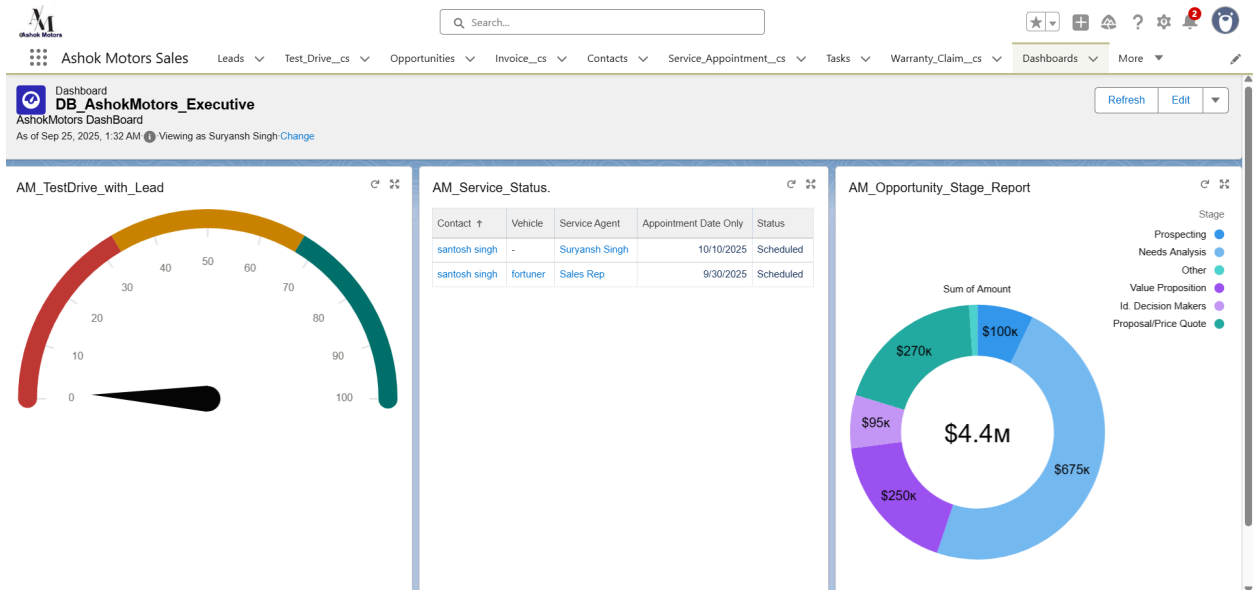 AM
Ashok Motors
Search...
2
Ashok Motors Sales
Leads
Test_Drive__cs
Opportunities
Invoice__cs
Contacts
Service_Appointment__cs
Tasks
Warranty_Claim__cs
Dashboards
More
Dashboard
DB_AshokMotors_Executive
AshokMotors DashBoard
As of Sep 25, 2025, 1:32 AM·Viewing as Suryansh Singh·Change
Refresh
Edit
AM_TestDrive_with_Lead
0
10
20
30
40
50
60
70
80
90
100
AM_Service_Status.
Contact ↑ Vehicle Service Agent Appointment Date Only Status
santosh singh - Suryansh Singh 10/10/2025 Scheduled
santosh singh fortuner Sales Rep 9/30/2025 Scheduled
AM_Opportunity_Stage_Report
Stage
Prospecting
Needs Analysis
Other
Value Proposition
Id. Decision Makers
Proposal/Price Quote
Sum of Amount
$100K
$270K
$95K
$4.4M
$675K
$250K